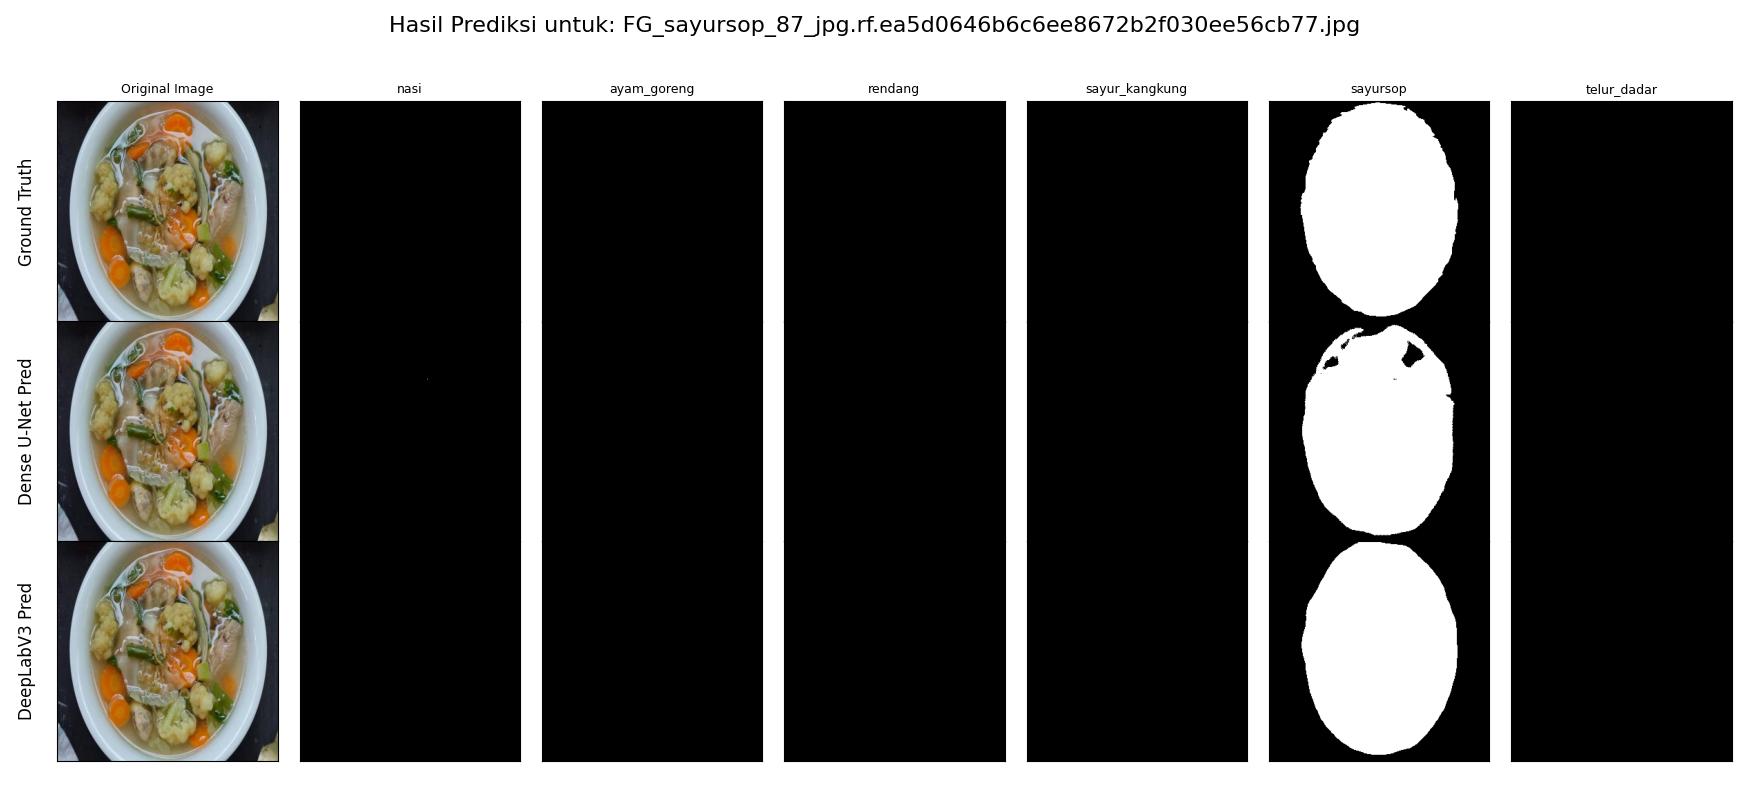 Hasil Prediksi untuk: FG_sayursop_87_jpg.rf.ea5d0646b6c6ee8672b2f030ee56cb77.jpg
Original Image
nasi
ayam_goreng
rendang
sayur_kangkung
sayursop
telur_dadar
Ground Truth
Dense U-Net Pred
DeepLabV3 Pred